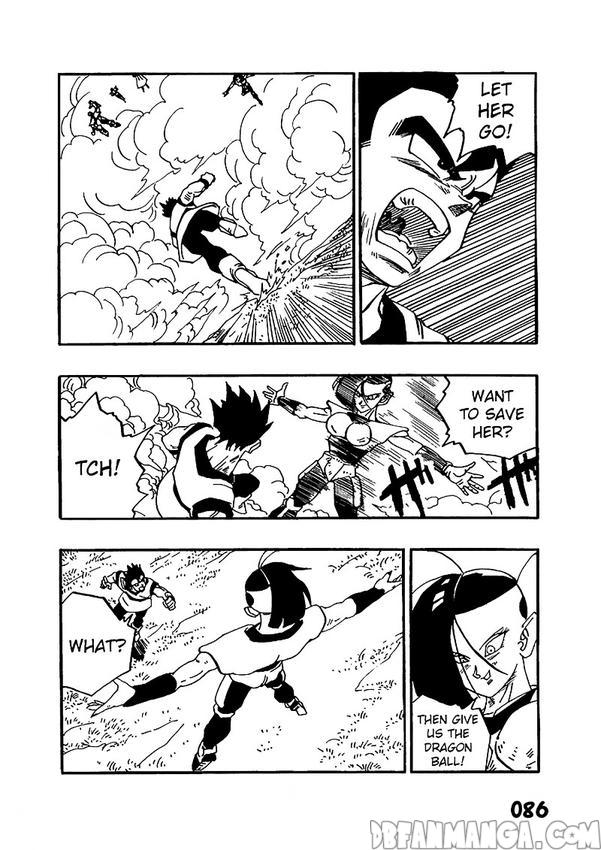 LET
HER
GO!
WANT
TO SAVE
HER?
TCH!
THEN GIVE
US THE
DRAGON
BALL!
WHAT?
086
DBFANMANGA.COM